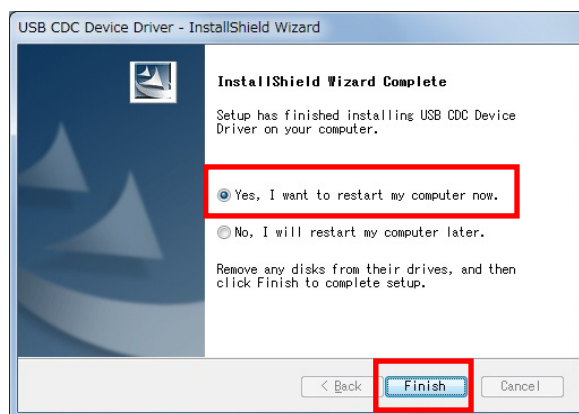 USB CDC Device Driver - InstallShield Wizard
InstallShield Wizard Complete
Setup has finished installing USB CDC Device
Driver on your computer.
Yes, I want to restart my computer now.
No, I will restart my computer later.
Remove any disks from their drives, and then
click Finish to complete setup.
< Back Finish Cancel